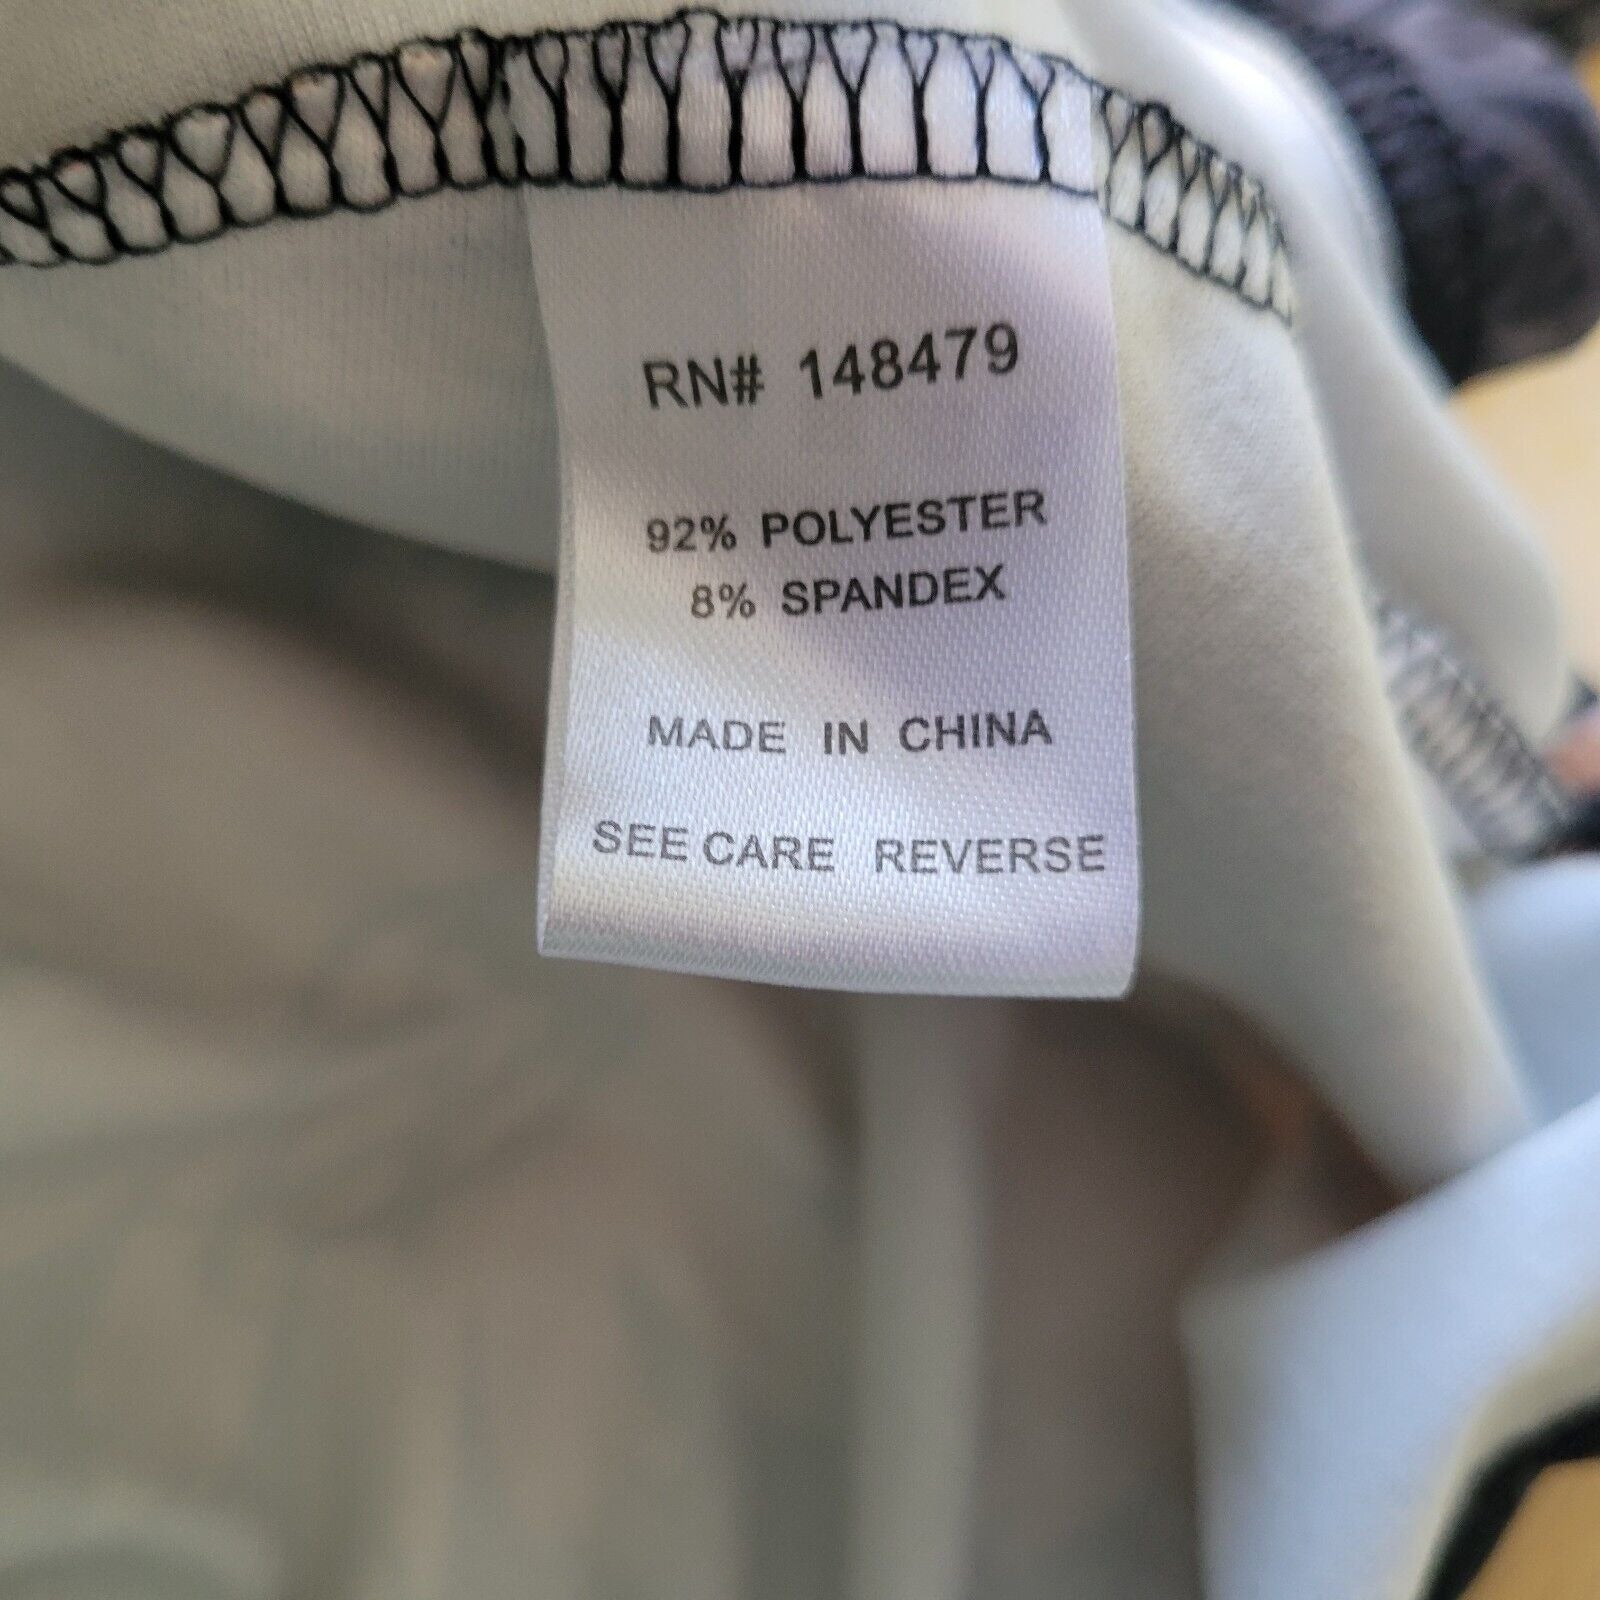 RN# 148479
92% POLYESTER
8% SPANDEX
MADE IN CHINA
SEE CARE REVERSE